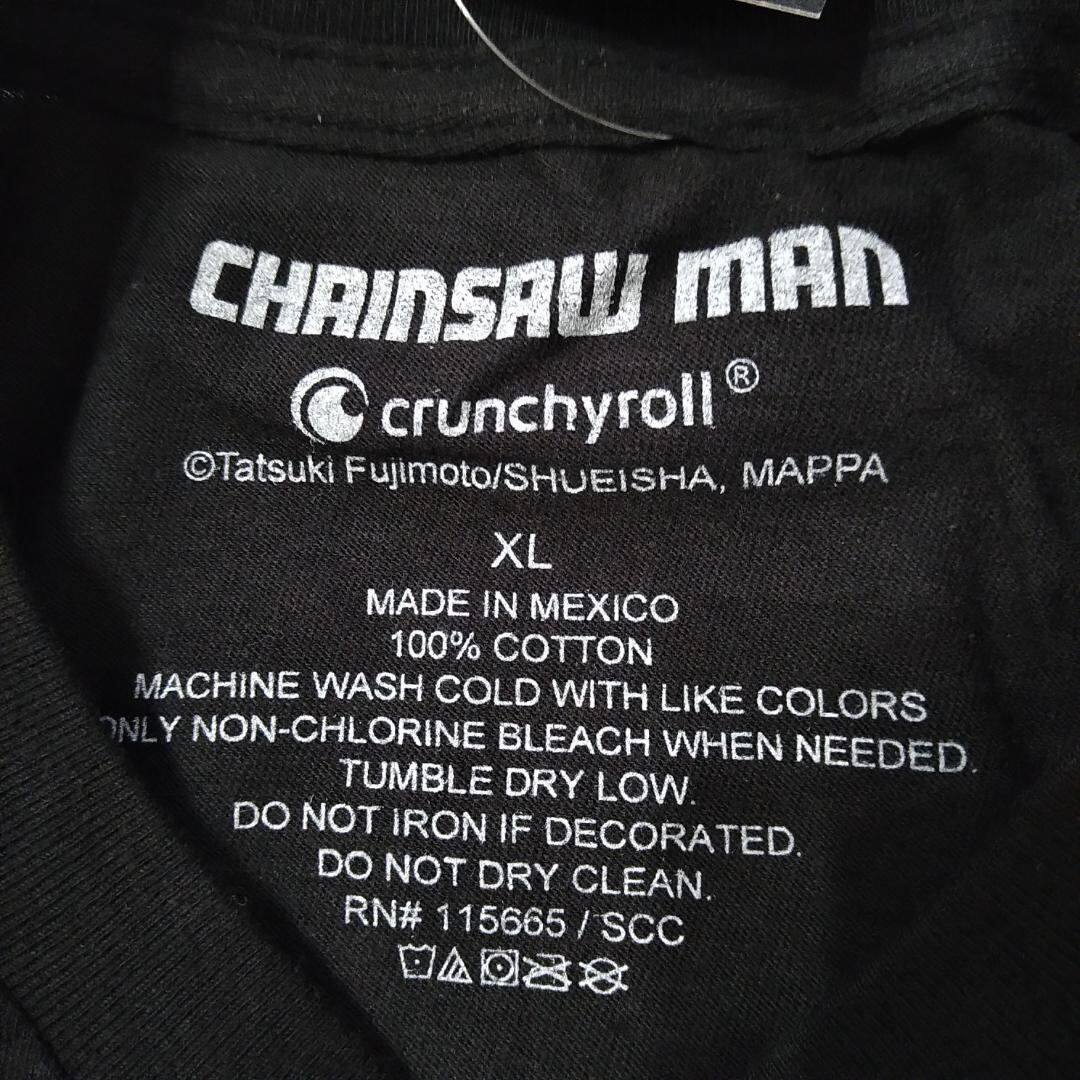 CHAINSAW MAN
crunchyroll®
©Tatsuki Fujimoto/SHUEISHA, MAPPA
XL
MADE IN MEXICO
100% COTTON
MACHINE WASH COLD WITH LIKE COLORS
ONLY NON-CHLORINE BLEACH WHEN NEEDED.
TUMBLE DRY LOW.
DO NOT IRON IF DECORATED.
DO NOT DRY CLEAN.
RN# 115665 / SCC